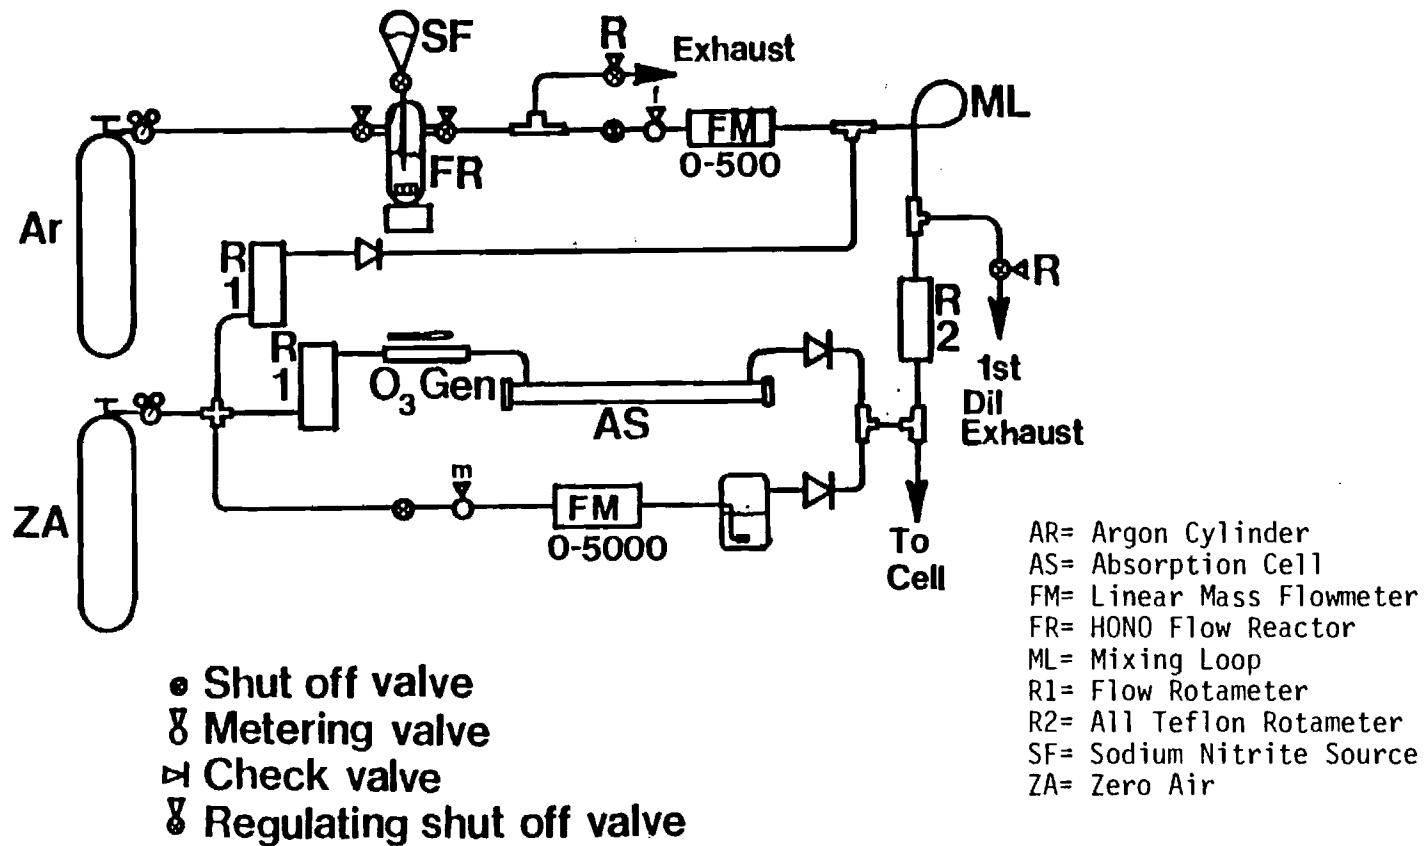 SF
R
Exhaust
f
ML
FM
0-500
FR
Ar
R
1
R
R
2
R
1
O3 Gen
1st
Dil
Exhaust
AS
m
FM
0-5000
ZA
To
Cell
AR= Argon Cylinder
AS= Absorption Cell
FM= Linear Mass Flowmeter
FR= HONO Flow Reactor
ML= Mixing Loop
R1= Flow Rotameter
R2= All Teflon Rotameter
SF= Sodium Nitrite Source
ZA= Zero Air
Shut off valve
Metering valve
Check valve
Regulating shut off valve